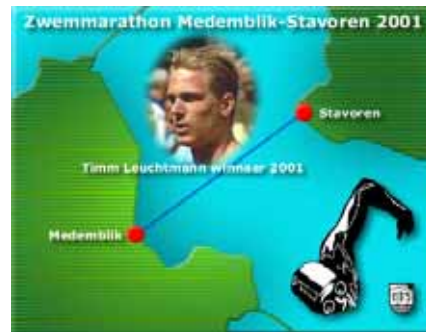 Zwemmarathon Medemblik-Stavoren 2001
Stavoren
Timm Leuchtmann winnaar 2001
Medemblik